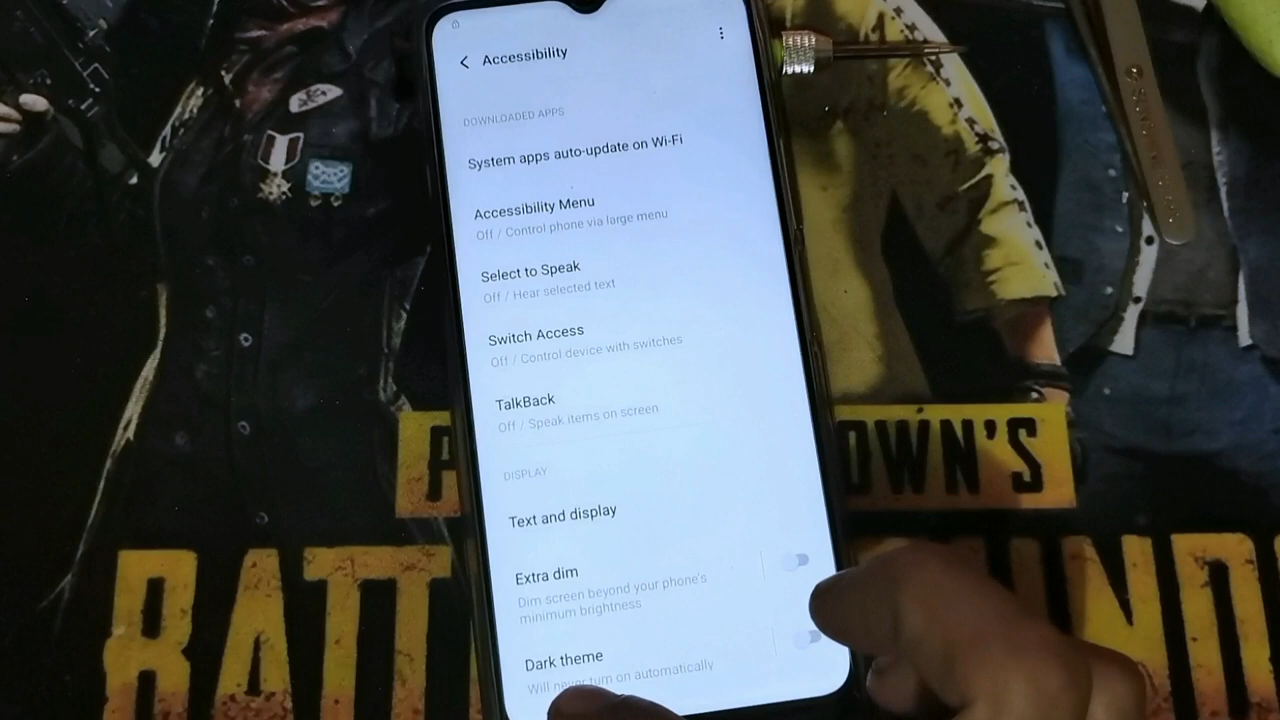 Accessibility
DOWNLOADED APPS
System apps auto-update on Wi-Fi
Accessibility Menu
Off / Control phone via large menu
Select to Speak
Off / Hear selected text
Switch Access
Off / Control device with switches
TalkBack
Off / Speak items on screen
DISPLAY
Text and display
Extra dim
Dim screen beyond your phone's
minimum brightness
Dark theme
Will never turn on automatically
P OWN'S
BATT UND